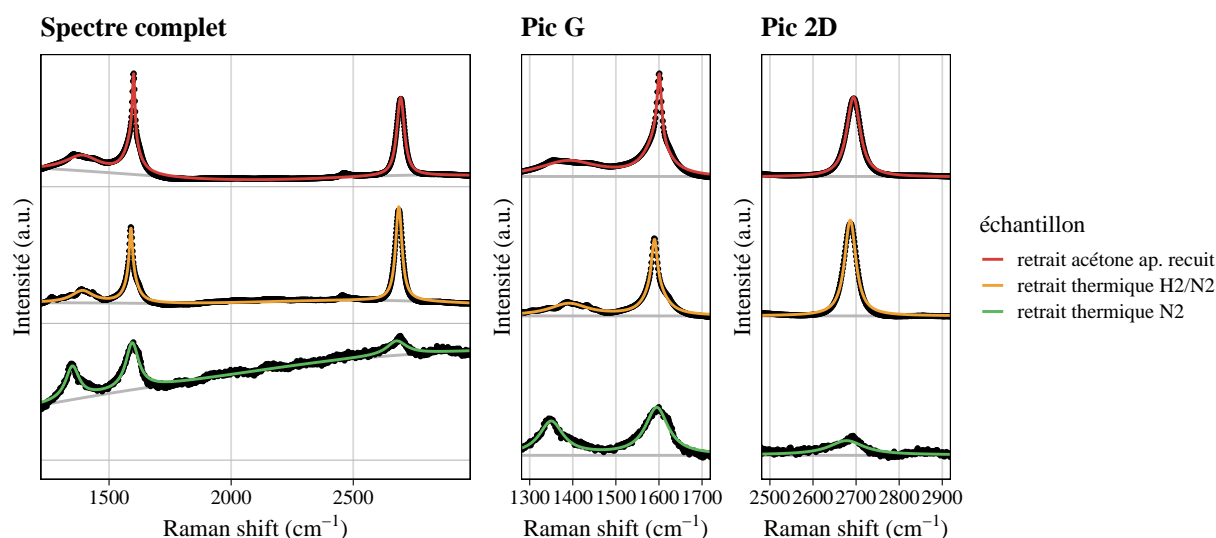 Spectre complet
Pic G
Pic 2D
Intensité (a.u.)
1500 2000 2500
Raman shift (cm−1)
Intensité (a.u.)
1300 1400 1500 1600 1700
Raman shift (cm−1)
Intensité (a.u.)
2500 2600 2700 2800 2900
Raman shift (cm−1)
échantillon
retrait acétone ap. recuit
retrait thermique H2/N2
retrait thermique N2